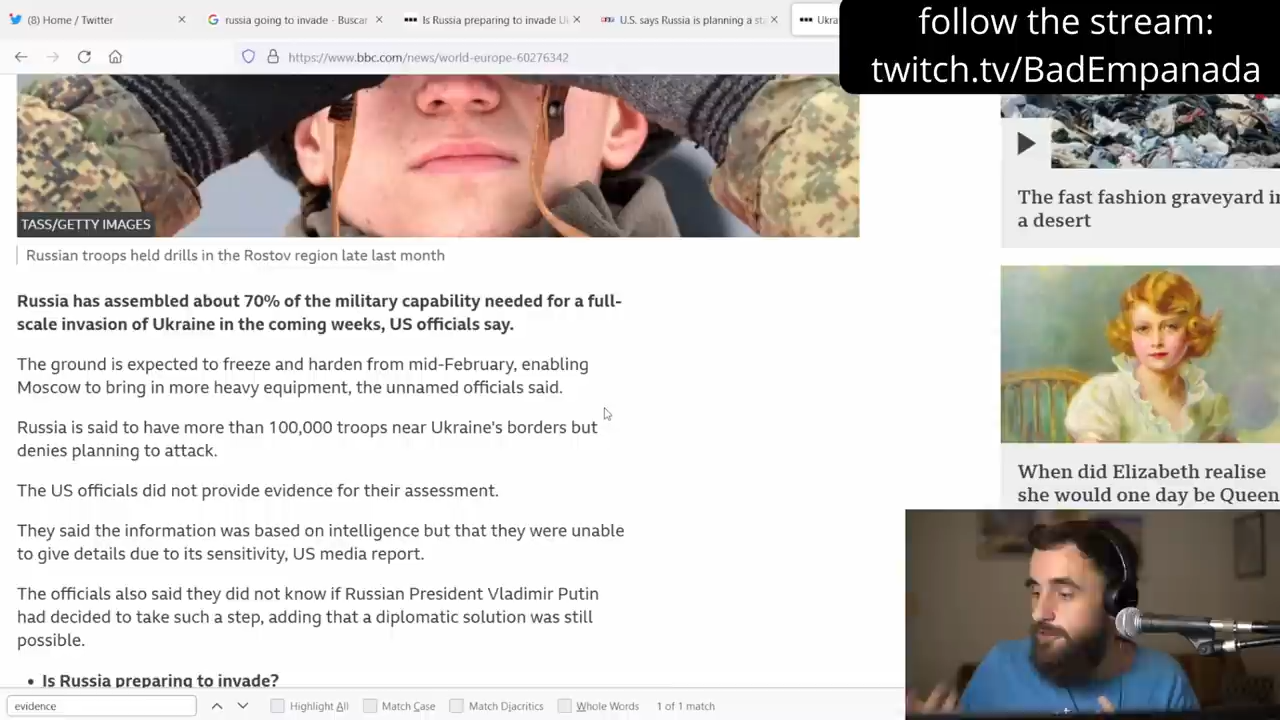 (8) Home / Twitter
russia going to invade - Buscar
Is Russia preparing to invade
U.S. says Russia is planning a
Ukra
follow the stream:
twitch.tv/BadEmpanada
https://www.bbc.com/news/world-europe-60276342
TASS/GETTY IMAGES
Russian troops held drills in the Rostov region late last month
Russia has assembled about 70% of the military capability needed for a full-
scale invasion of Ukraine in the coming weeks, US officials say.
The ground is expected to freeze and harden from mid-February, enabling
Moscow to bring in more heavy equipment, the unnamed officials said.
Russia is said to have more than 100,000 troops near Ukraine's borders but
denies planning to attack.
The US officials did not provide evidence for their assessment.
They said the information was based on intelligence but that they were unable
to give details due to its sensitivity, US media report.
The officials also said they did not know if Russian President Vladimir Putin
had decided to take such a step, adding that a diplomatic solution was still
possible.
• Is Russia preparing to invade?
The fast fashion graveyard in
a desert
When did Elizabeth realise
she would one day be Queen
evidence
Highlight All
Match Case
Match Diacritics
Whole Words
1 of 1 match